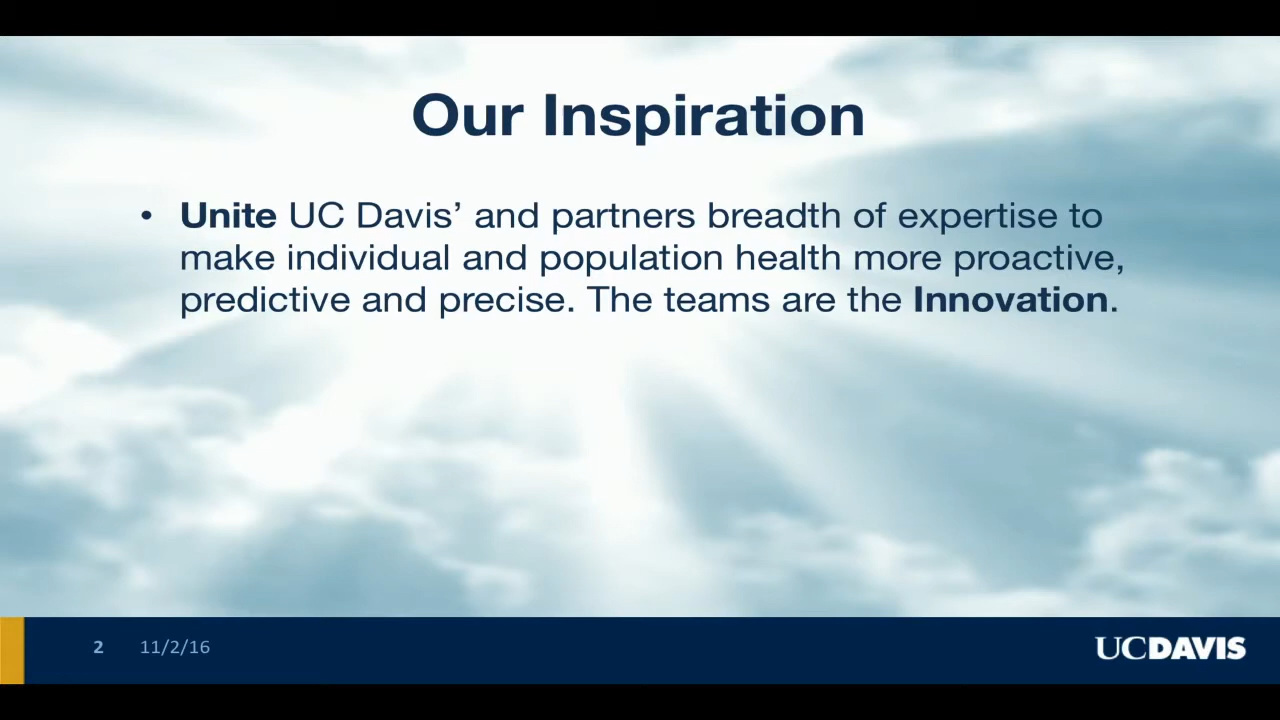 Our Inspiration
• Unite UC Davis’ and partners breadth of expertise to
make individual and population health more proactive,
predictive and precise. The teams are the Innovation.
2 11/2/16
UCDAVIS